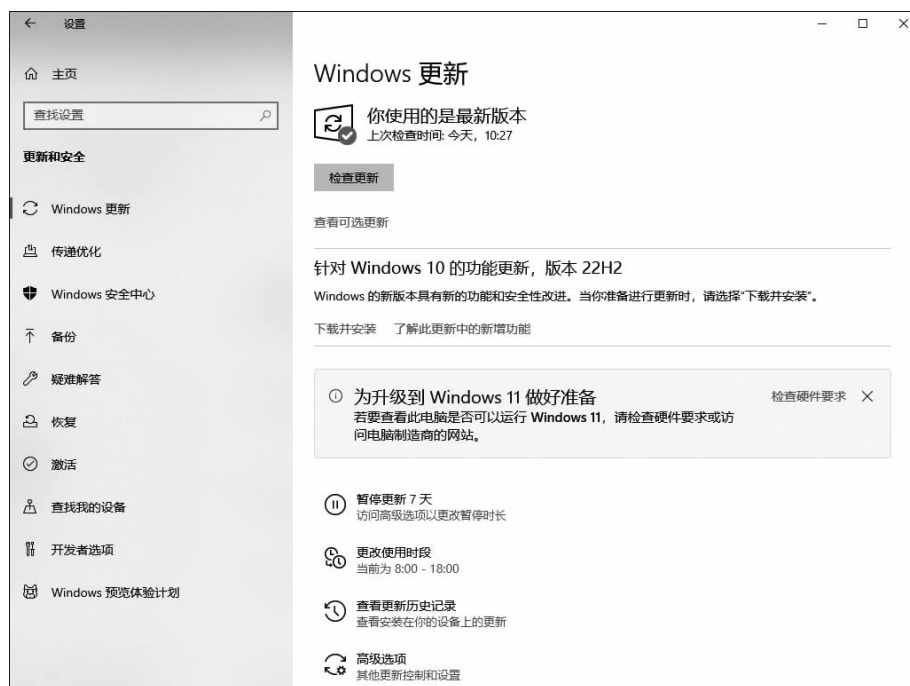 设置
主页
查找设置
更新和安全
Windows 更新
传递优化
Windows 安全中心
备份
疑难解答
恢复
激活
查找我的设备
开发者选项
Windows 预览体验计划
Windows 更新
你使用的是最新版本
上次检查时间: 今天，10:27
检查更新
查看可选更新
针对 Windows 10 的功能更新，版本 22H2
Windows 的新版本具有新的功能和安全性改进。当你准备进行更新时，请选择“下载并安装”。
下载并安装 了解此更新中的新增功能
为升级到 Windows 11 做好准备 检查硬件要求
若要查看此电脑是否可以运行 Windows 11，请检查硬件要求或访
问电脑制造商的网站。
暂停更新 7 天
访问高级选项以更改暂停时长
更改使用时段
当前为 8:00 - 18:00
查看更新历史记录
查看安装在你的设备上的更新
高级选项
其他更新控制和设置